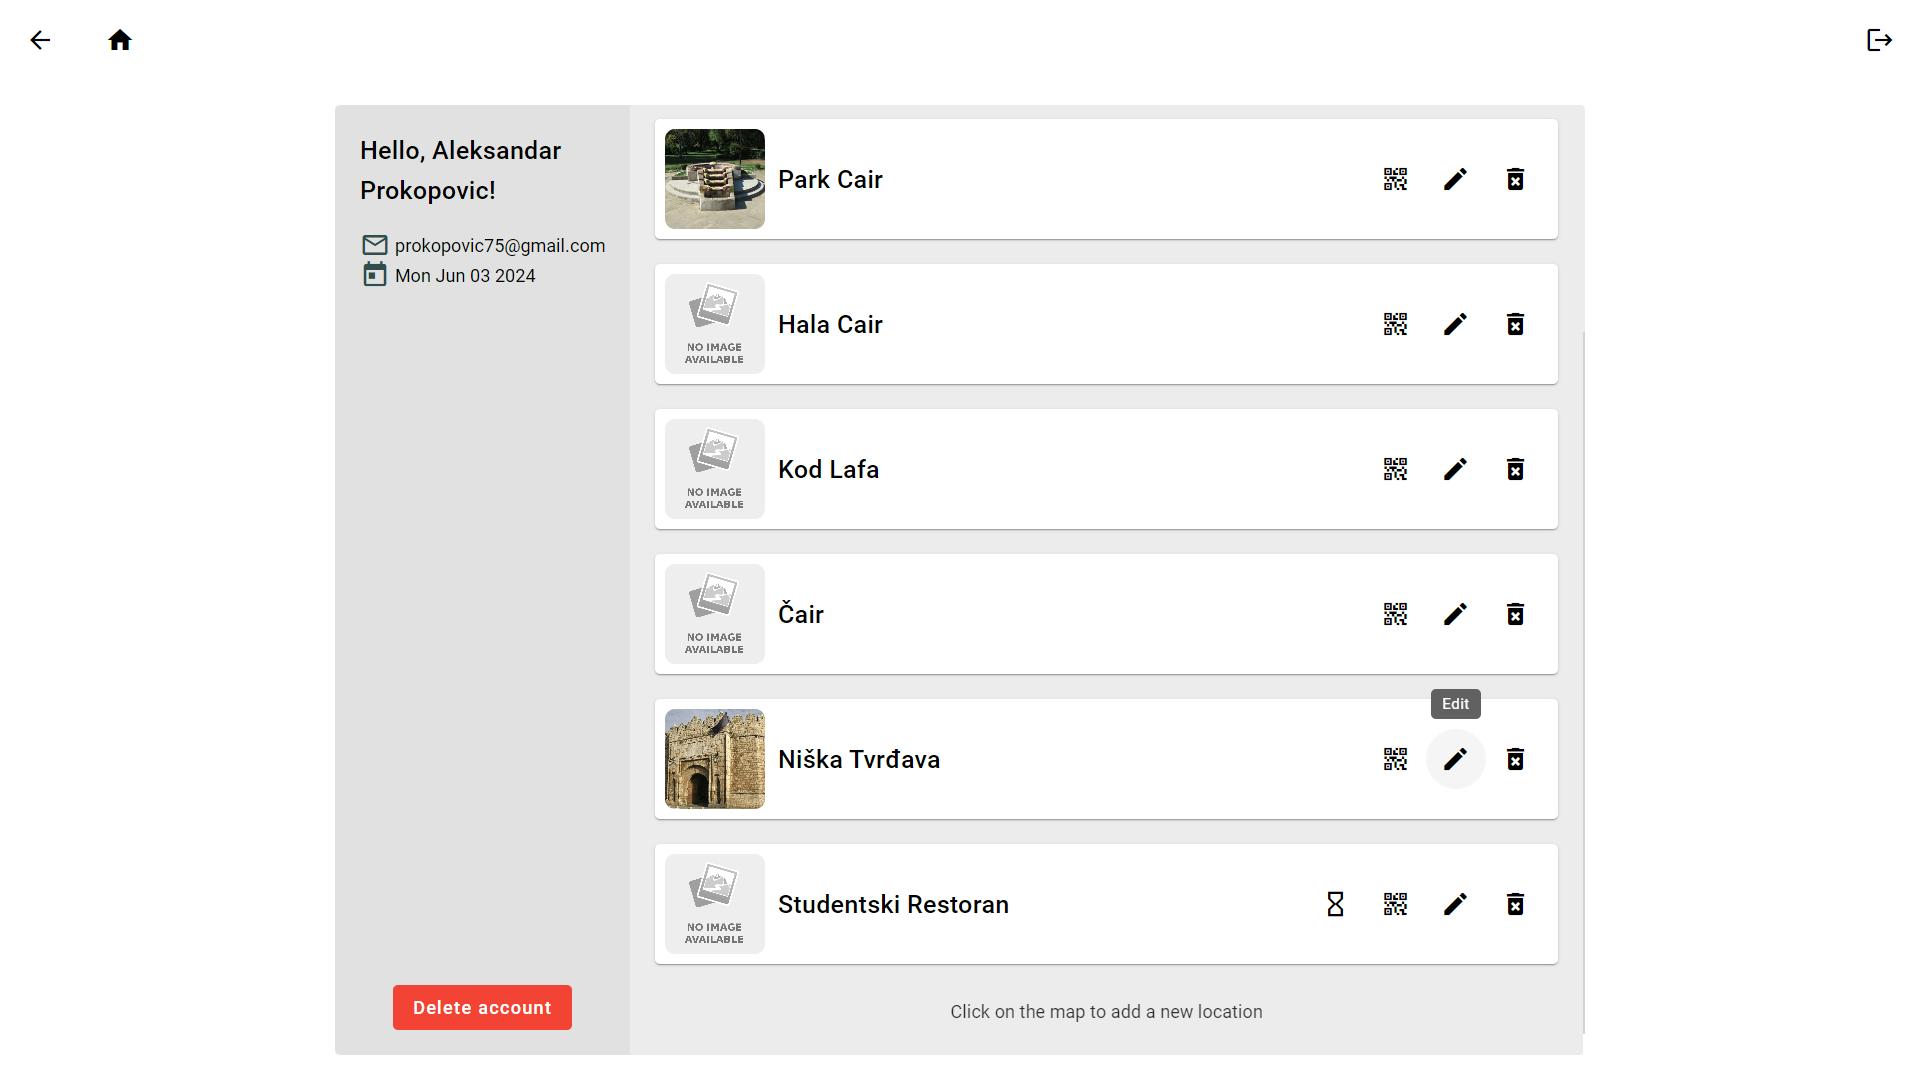 Hello, Aleksandar
Prokopovic!
prokopovic75@gmail.com
Mon Jun 03 2024
Delete account
Park Cair
NO IMAGE
AVAILABLE
Hala Cair
NO IMAGE
AVAILABLE
Kod Lafa
NO IMAGE
AVAILABLE
Čair
Edit
Niška Tvrđava
NO IMAGE
AVAILABLE
Studentski Restoran
Click on the map to add a new location